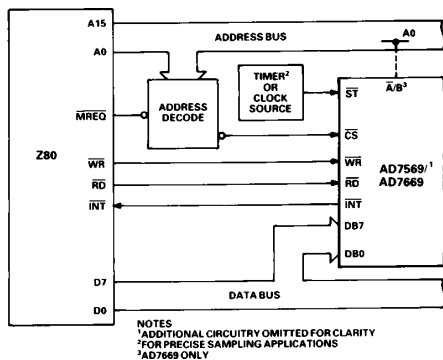 A15
A0
ADDRESS BUS
A0
MREQ
ADDRESS
DECODE
TIMER²
OR
CLOCK
SOURCE
ST
A/B³
CS
Z80
WR
WR
AD7569/¹
AD7669
RD
RD
INT
INT
DB7
DB0
D7
D0
DATA BUS
NOTES
¹ADDITIONAL CIRCUITRY OMITTED FOR CLARITY
²FOR PRECISE SAMPLING APPLICATIONS
³AD7669 ONLY